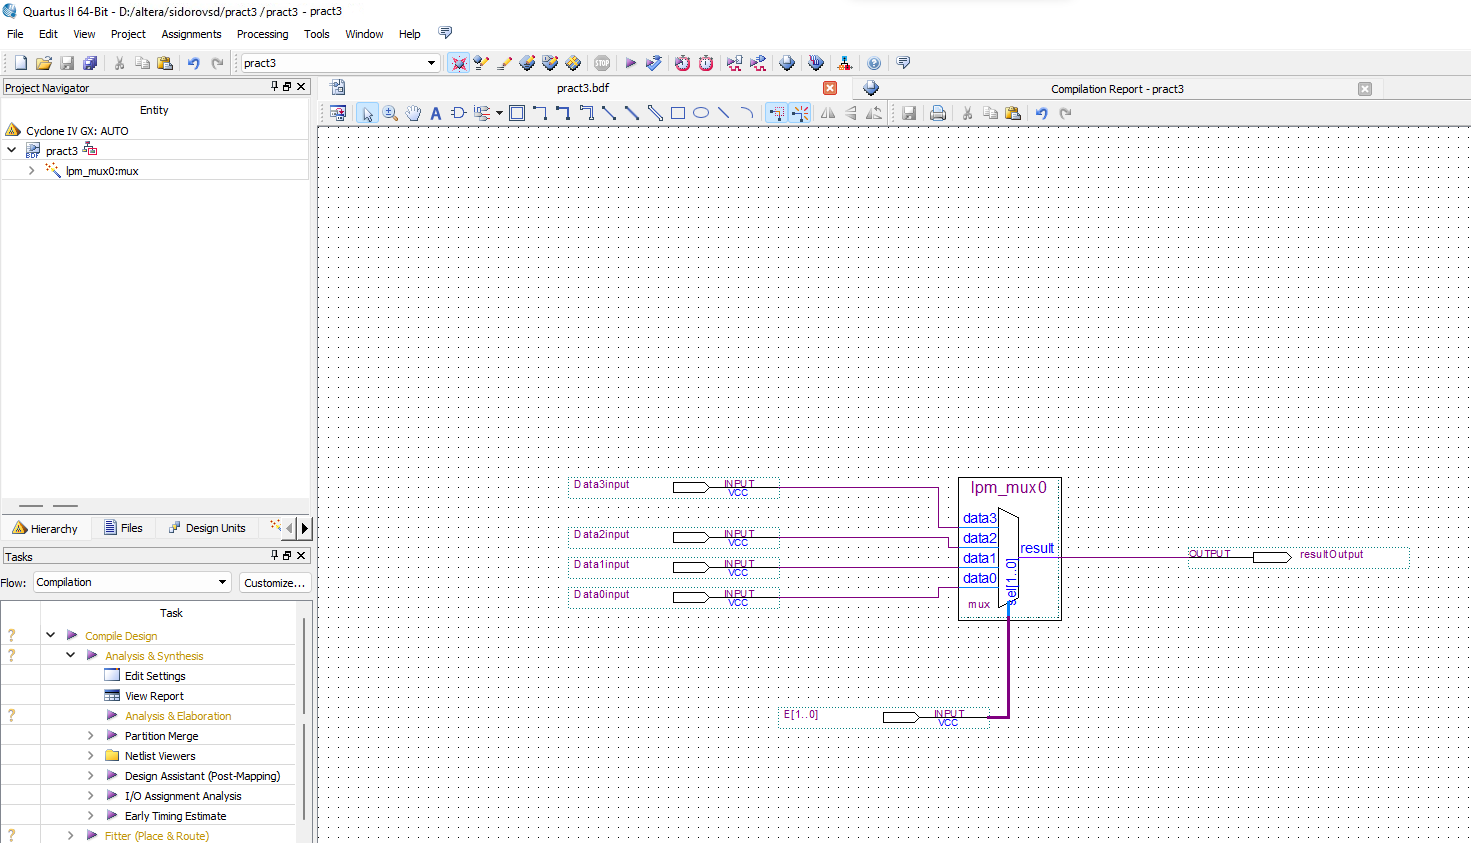 Quartus II 64-Bit - D:/altera/sidorovsd/pract3 /pract3 - pract3
File Edit View Project Assignments Processing Tools Window Help
pract3
STOP
Project Navigator
Entity
Cyclone IV GX: AUTO
BDF pract3
lpm_mux0:mux
Hierarchy Files Design Units
Tasks
Flow: Compilation Customize...
Task
Compile Design
Analysis & Synthesis
Edit Settings
View Report
Analysis & Elaboration
Partition Merge
Netlist Viewers
Design Assistant (Post-Mapping)
I/O Assignment Analysis
Early Timing Estimate
Fitter (Place & Route)
pract3.bdf
Compilation Report - pract3
A
Data3input INPUT
VCC
Data2input INPUT
VCC
Data1input INPUT
VCC
Data0input INPUT
VCC
E[1..0] INPUT
VCC
lpm_mux0
data3
data2
data1
data0
mux
sel[1..0]
result
OUTPUT resultOutput